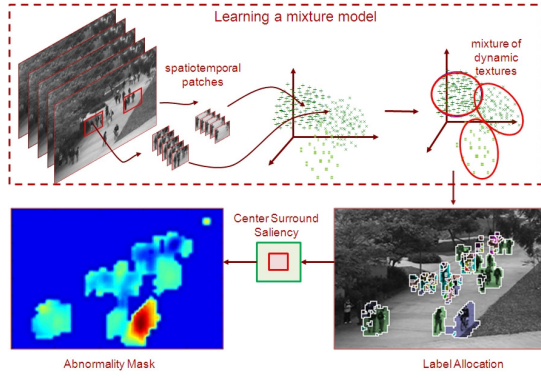 Learning a mixture model
spatiotemporal
patches
mixture of
dynamic
textures
Center Surround
Saliency
Abnormality Mask
Label Allocation